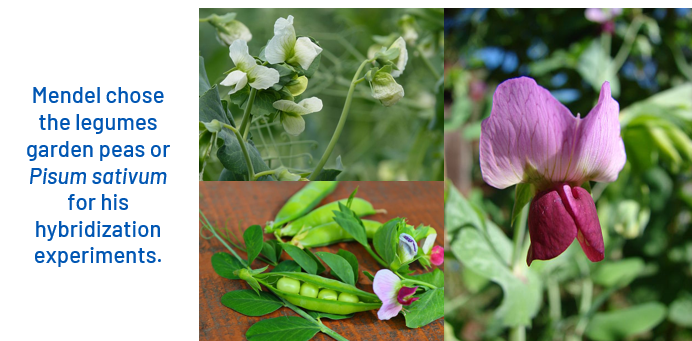 Mendel chose
the legumes
garden peas or
Pisum sativum
for his
hybridization
experiments.